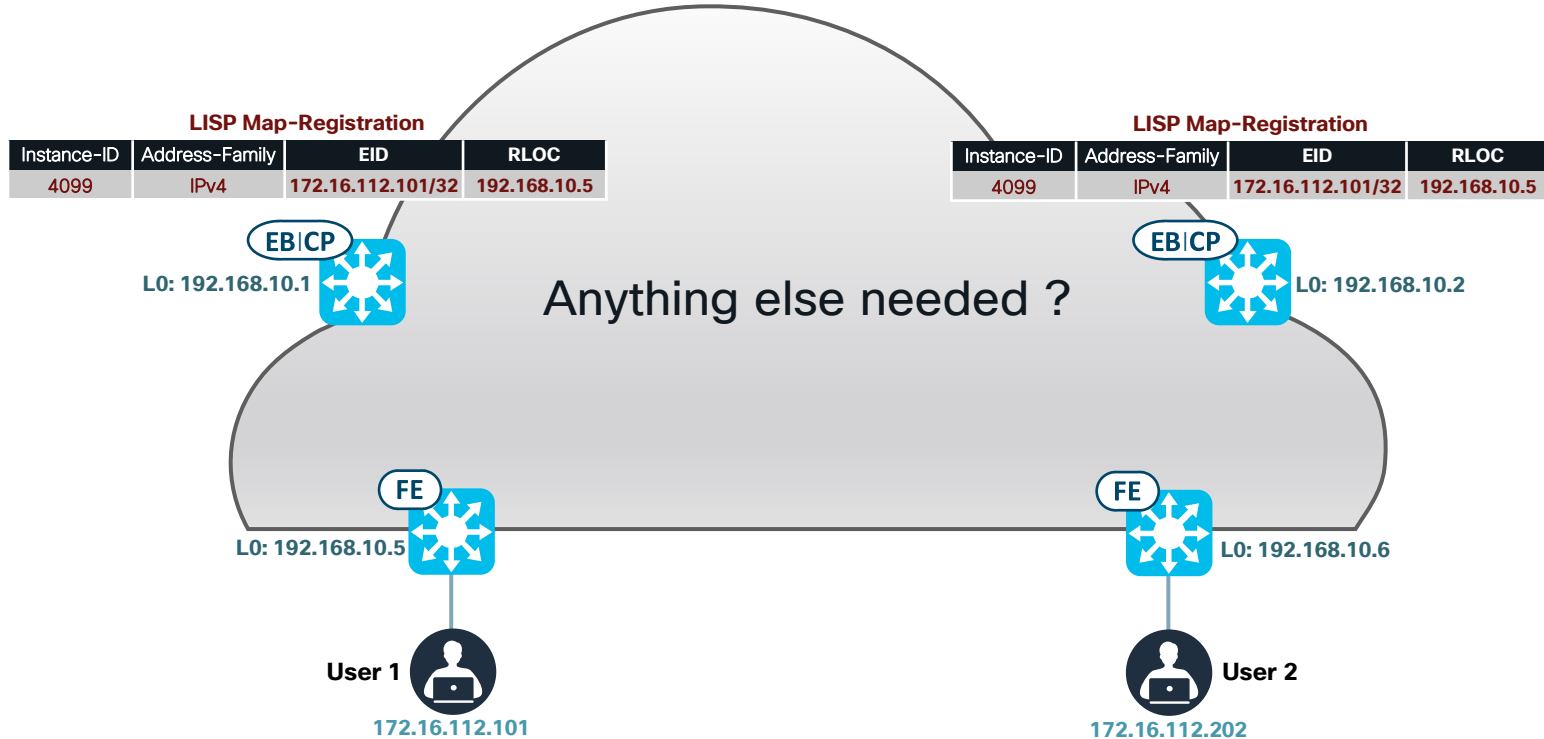 LISP Map-Registration
Instance-ID Address-Family EID RLOC
4099 IPv4 172.16.112.101/32 192.168.10.5
LISP Map-Registration
Instance-ID Address-Family EID RLOC
4099 IPv4 172.16.112.101/32 192.168.10.5
EB|CP
L0: 192.168.10.1
EB|CP
L0: 192.168.10.2
Anything else needed ?
FE
L0: 192.168.10.5
FE
L0: 192.168.10.6
User 1
172.16.112.101
User 2
172.16.112.202